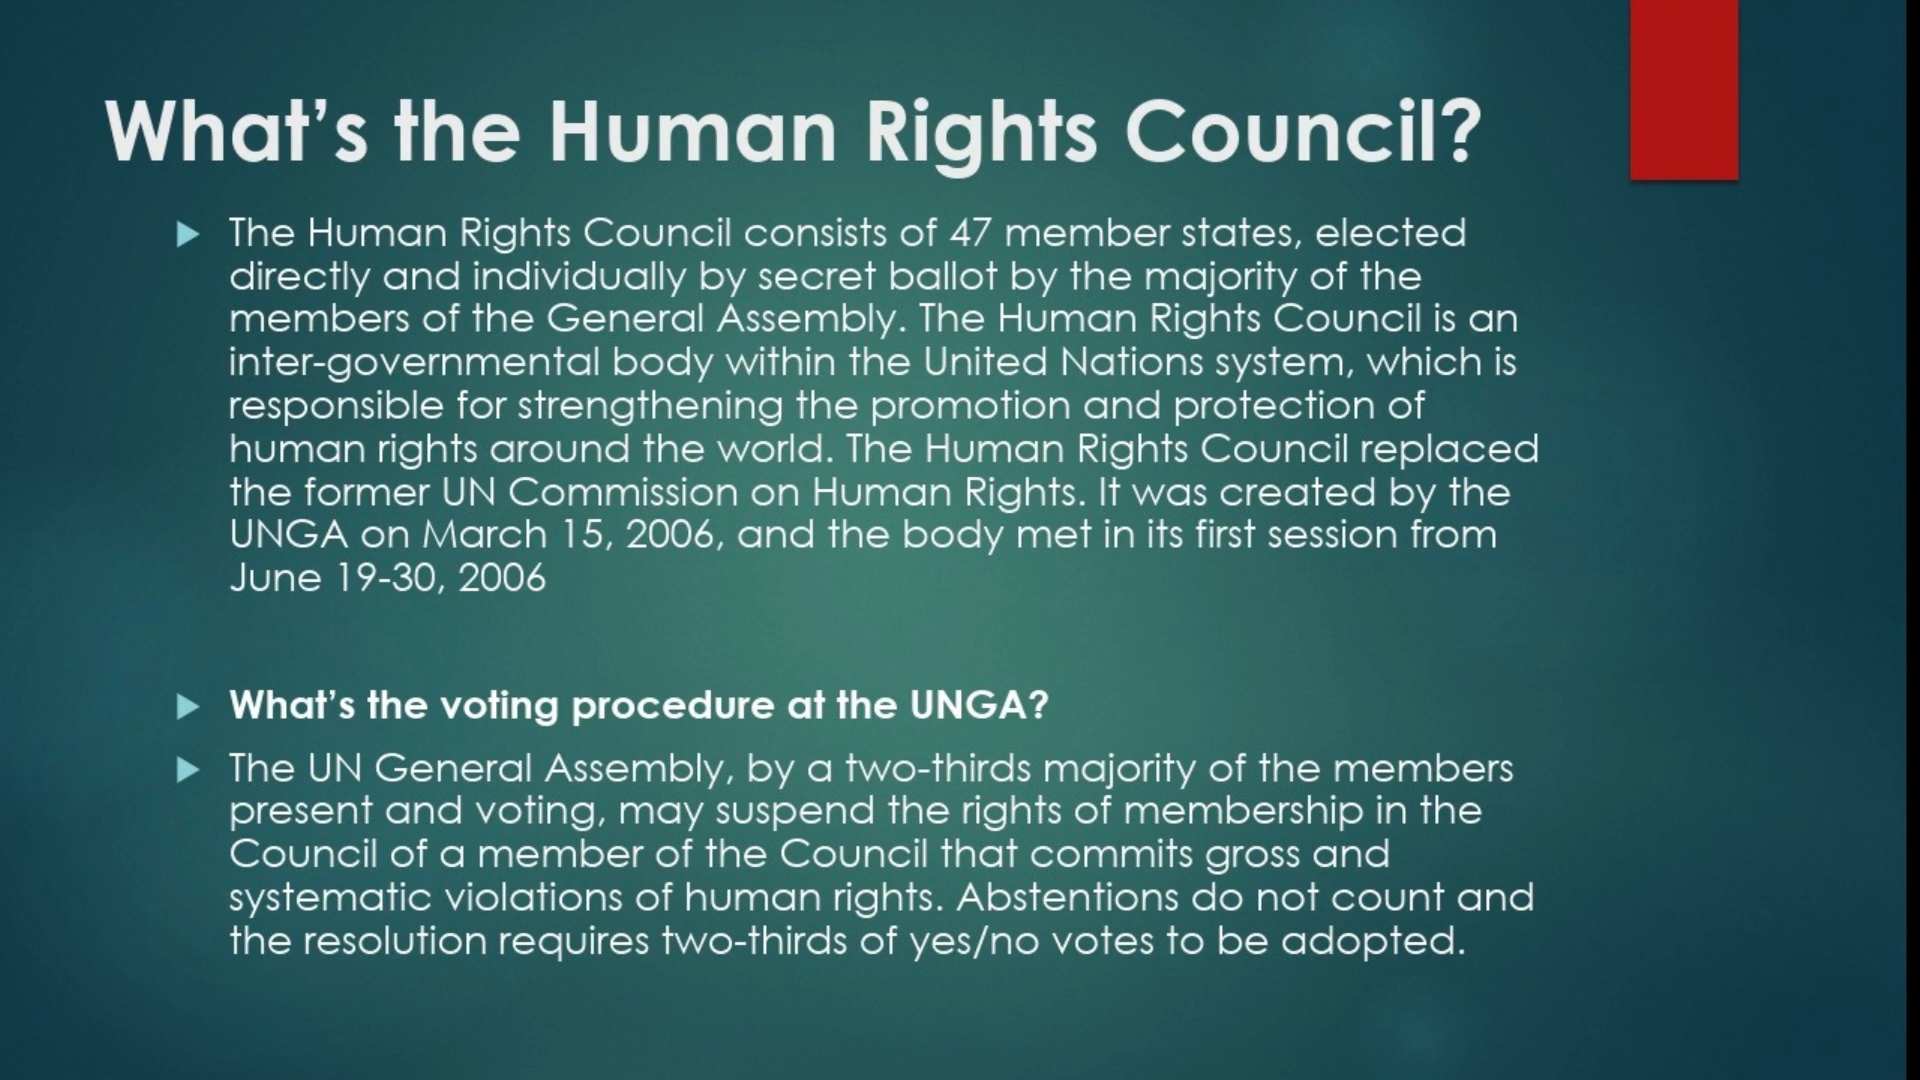 What’s the Human Rights Council?
The Human Rights Council consists of 47 member states, elected
directly and individually by secret ballot by the majority of the
members of the General Assembly. The Human Rights Council is an
inter-governmental body within the United Nations system, which is
responsible for strengthening the promotion and protection of
human rights around the world. The Human Rights Council replaced
the former UN Commission on Human Rights. It was created by the
UNGA on March 15, 2006, and the body met in its first session from
June 19-30, 2006
What’s the voting procedure at the UNGA?
The UN General Assembly, by a two-thirds majority of the members
present and voting, may suspend the rights of membership in the
Council of a member of the Council that commits gross and
systematic violations of human rights. Abstentions do not count and
the resolution requires two-thirds of yes/no votes to be adopted.